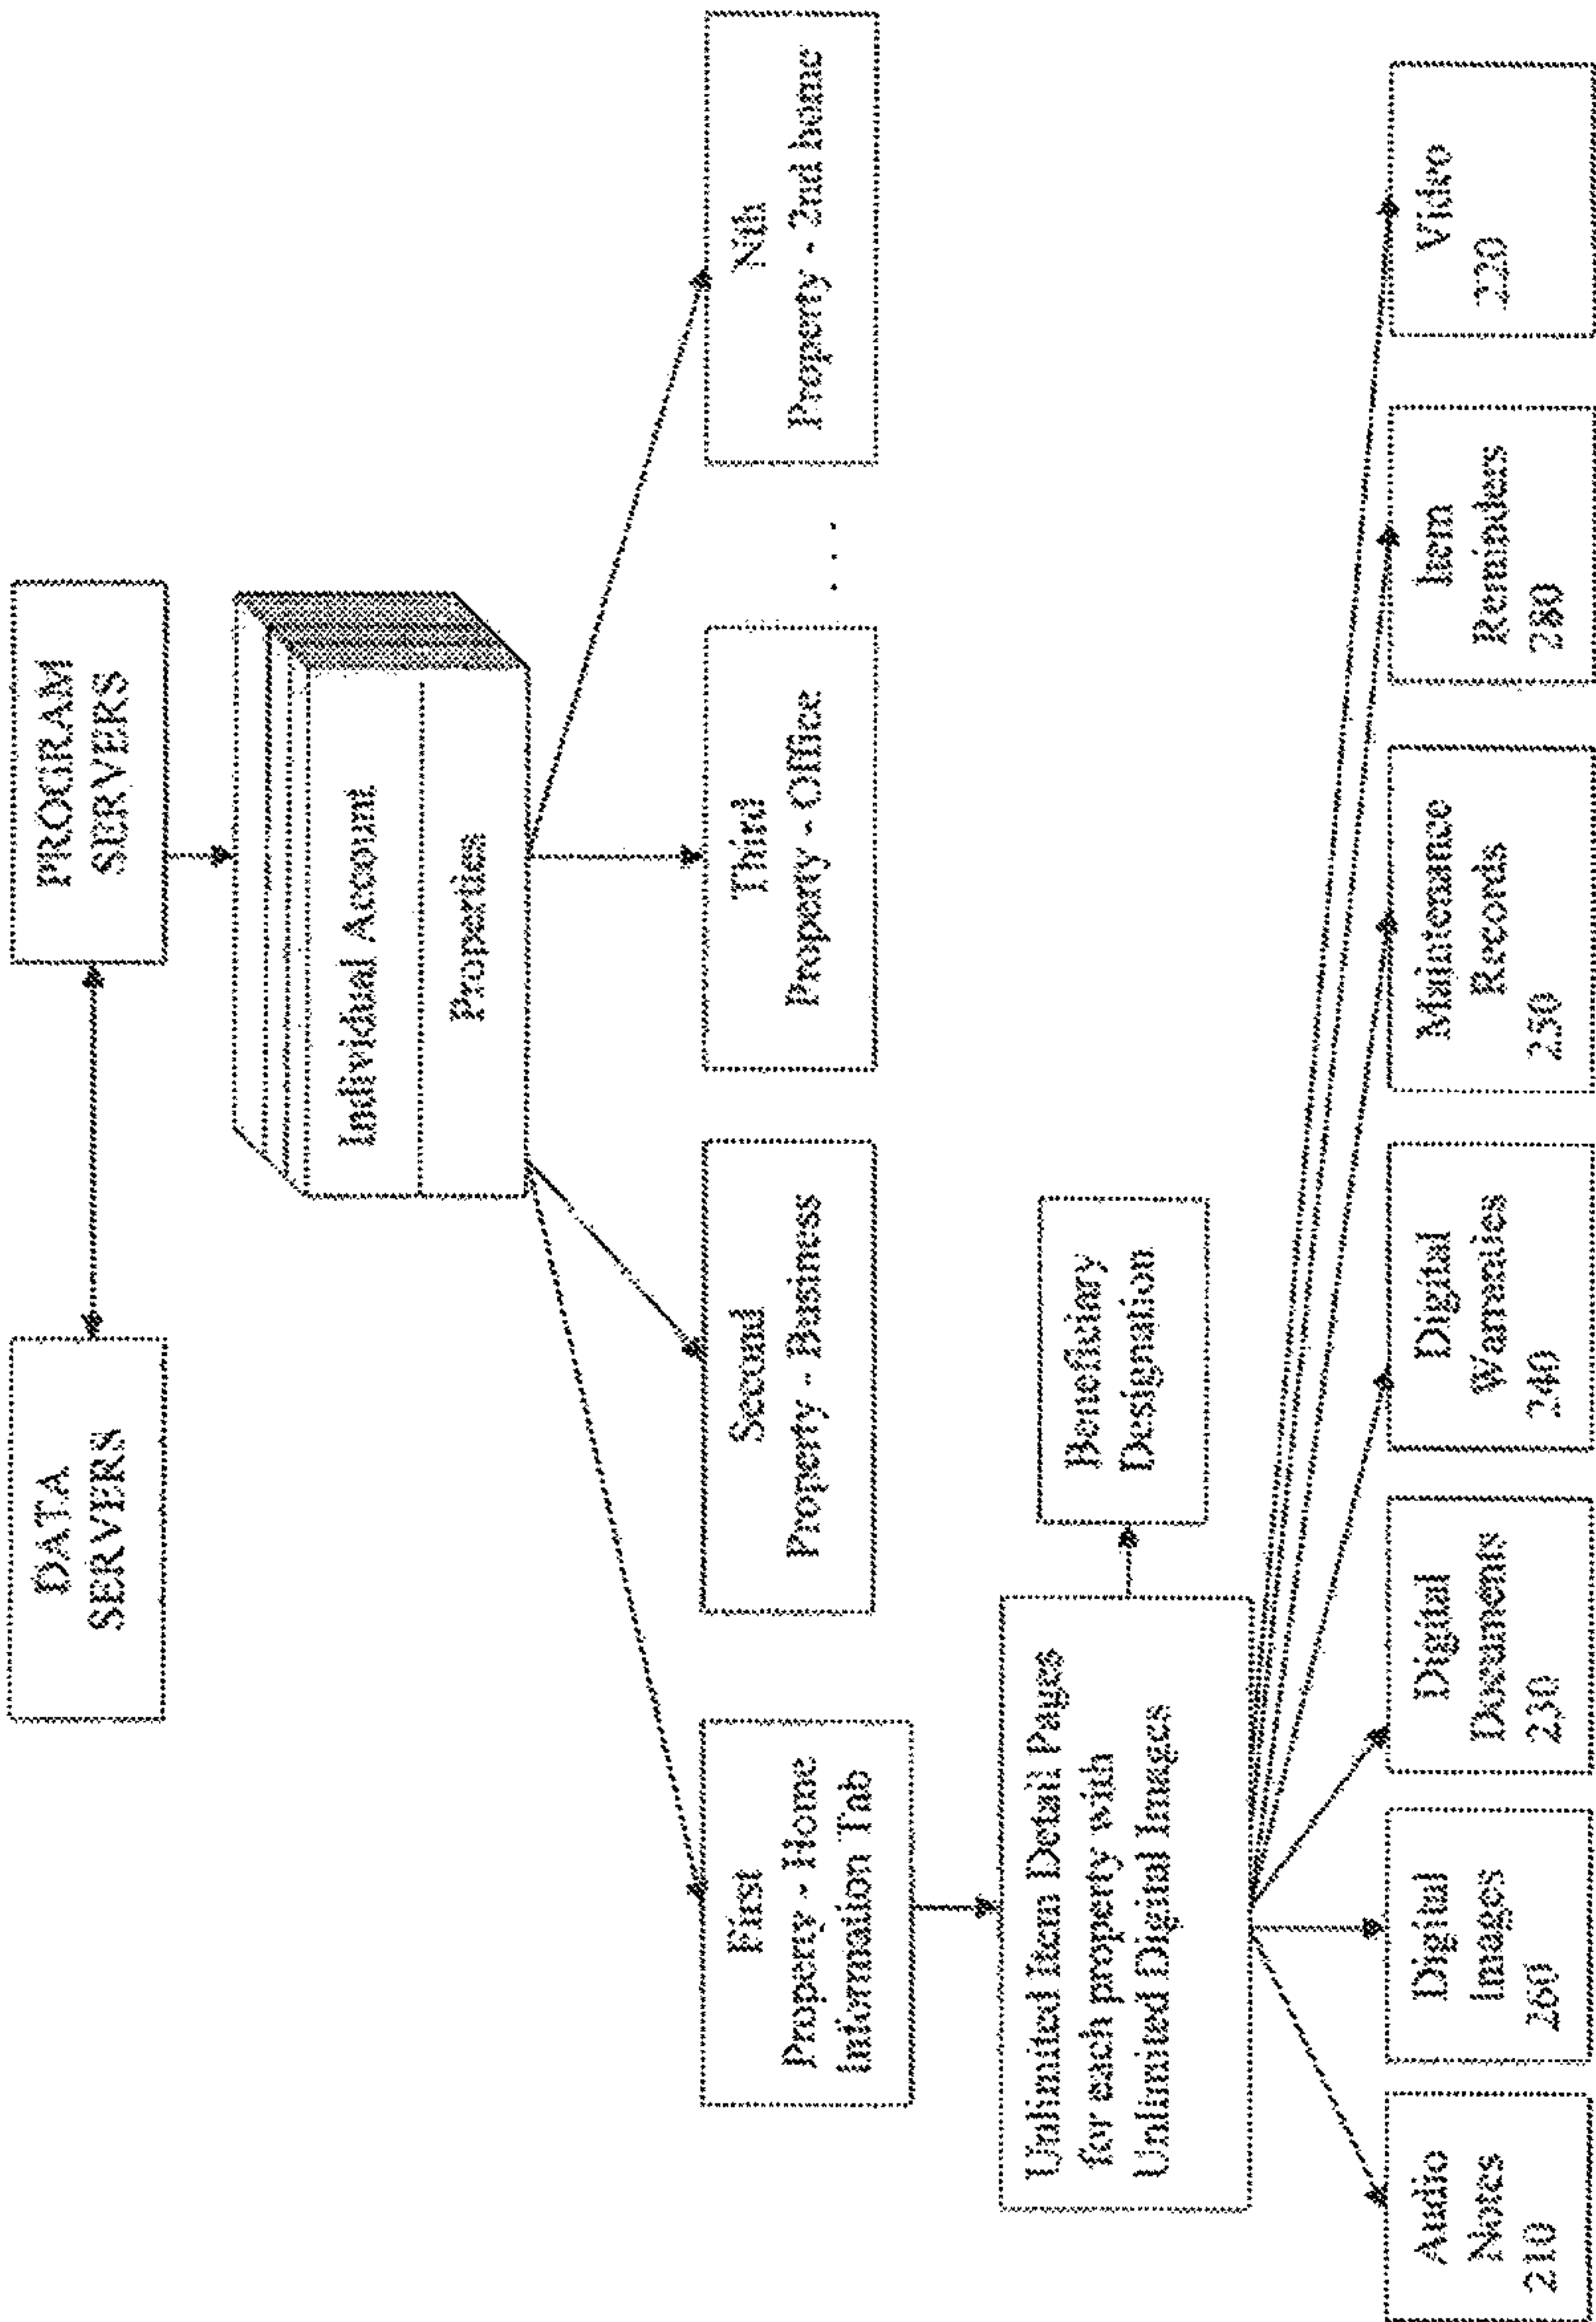 DATA
SERVERS
PROGRAM
SERVERS
Individual Account
Properties
First
Property - Home
Information Tab
Second
Property - Business
Third
Property - Office
. . .
Nth
Property - 2nd home
Unlimited Item Detail Pages
for each property with
Unlimited Digital Images
Beneficiary
Designation
Audio
Notes
210
Digital
Images
260
Digital
Documents
230
Digital
Warranties
240
Maintenance
Records
250
Item
Reminders
280
Video
220